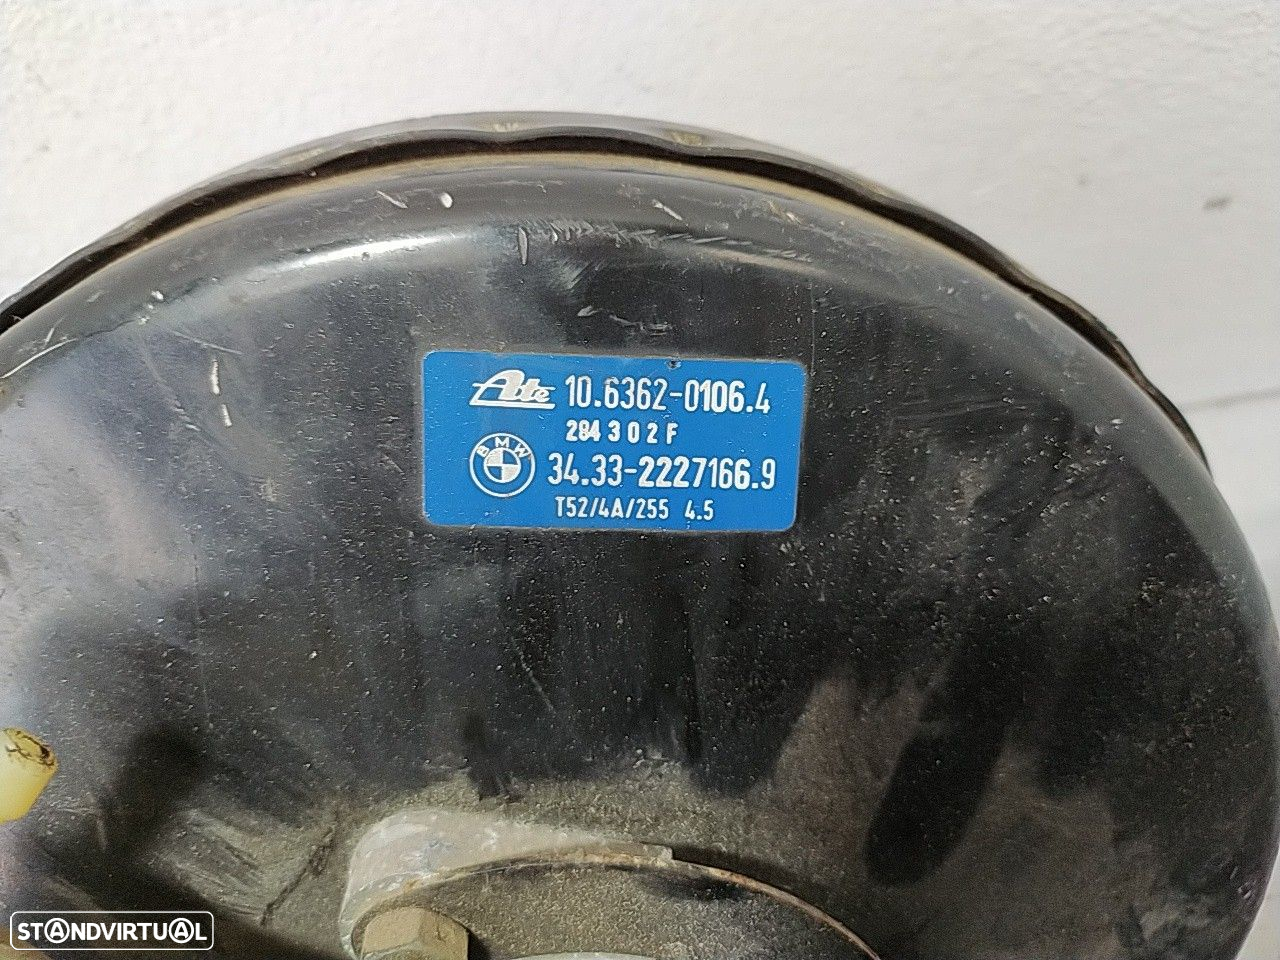 Ate 10.6362-0106.4
284 3 0 2 F
BMW 34.33-2227166.9
T52/4A/255 4.5
STANDVIRTUAL